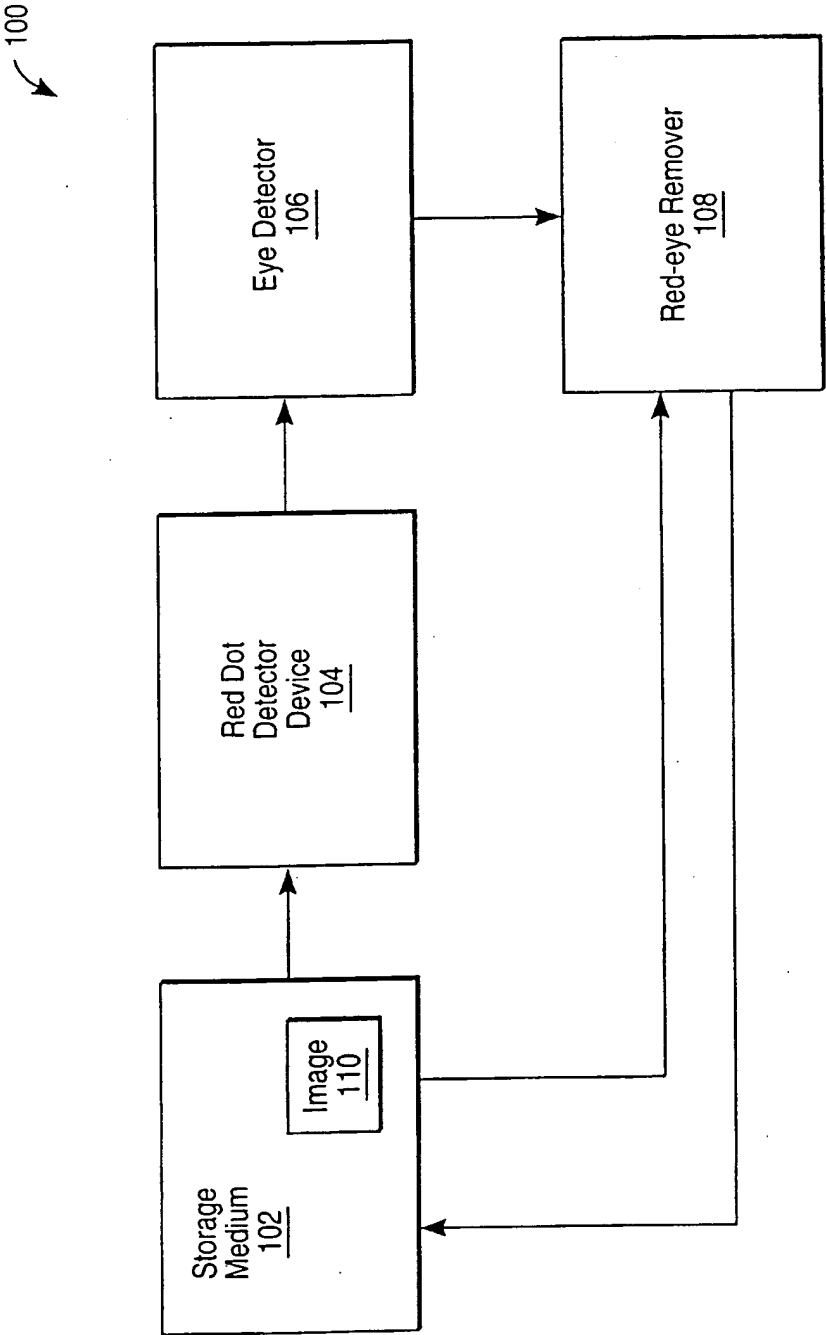 100
Storage
Medium
102
Image
110
Red Dot
Detector
Device
104
Eye Detector
106
Red-eye Remover
108